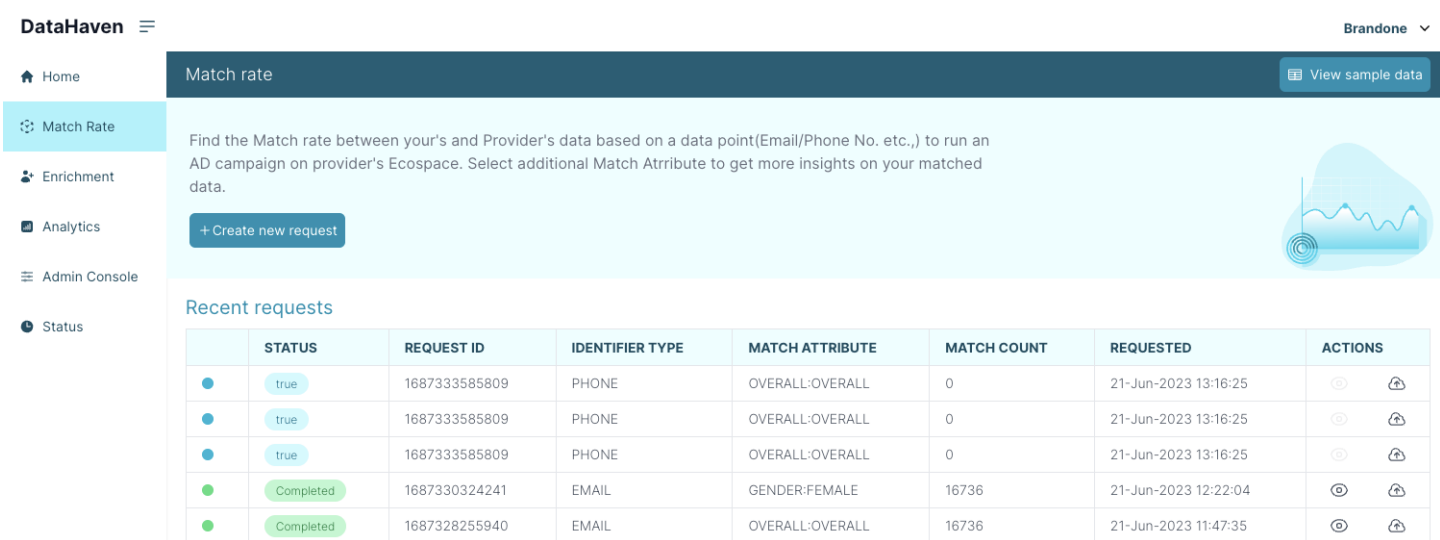 DataHaven
Brandone
Home
Match Rate
Enrichment
Analytics
Admin Console
Status
Match rate
View sample data
Find the Match rate between your's and Provider's data based on a data point(Email/Phone No. etc.,) to run an
AD campaign on provider's Ecospace. Select additional Match Atrribute to get more insights on your matched
data.
+ Create new request
Recent requests
STATUS REQUEST ID IDENTIFIER TYPE MATCH ATTRIBUTE MATCH COUNT REQUESTED ACTIONS
true 1687333585809 PHONE OVERALL:OVERALL 0 21-Jun-2023 13:16:25
true 1687333585809 PHONE OVERALL:OVERALL 0 21-Jun-2023 13:16:25
true 1687333585809 PHONE OVERALL:OVERALL 0 21-Jun-2023 13:16:25
Completed 1687330324241 EMAIL GENDER:FEMALE 16736 21-Jun-2023 12:22:04
Completed 1687328255940 EMAIL OVERALL:OVERALL 16736 21-Jun-2023 11:47:35